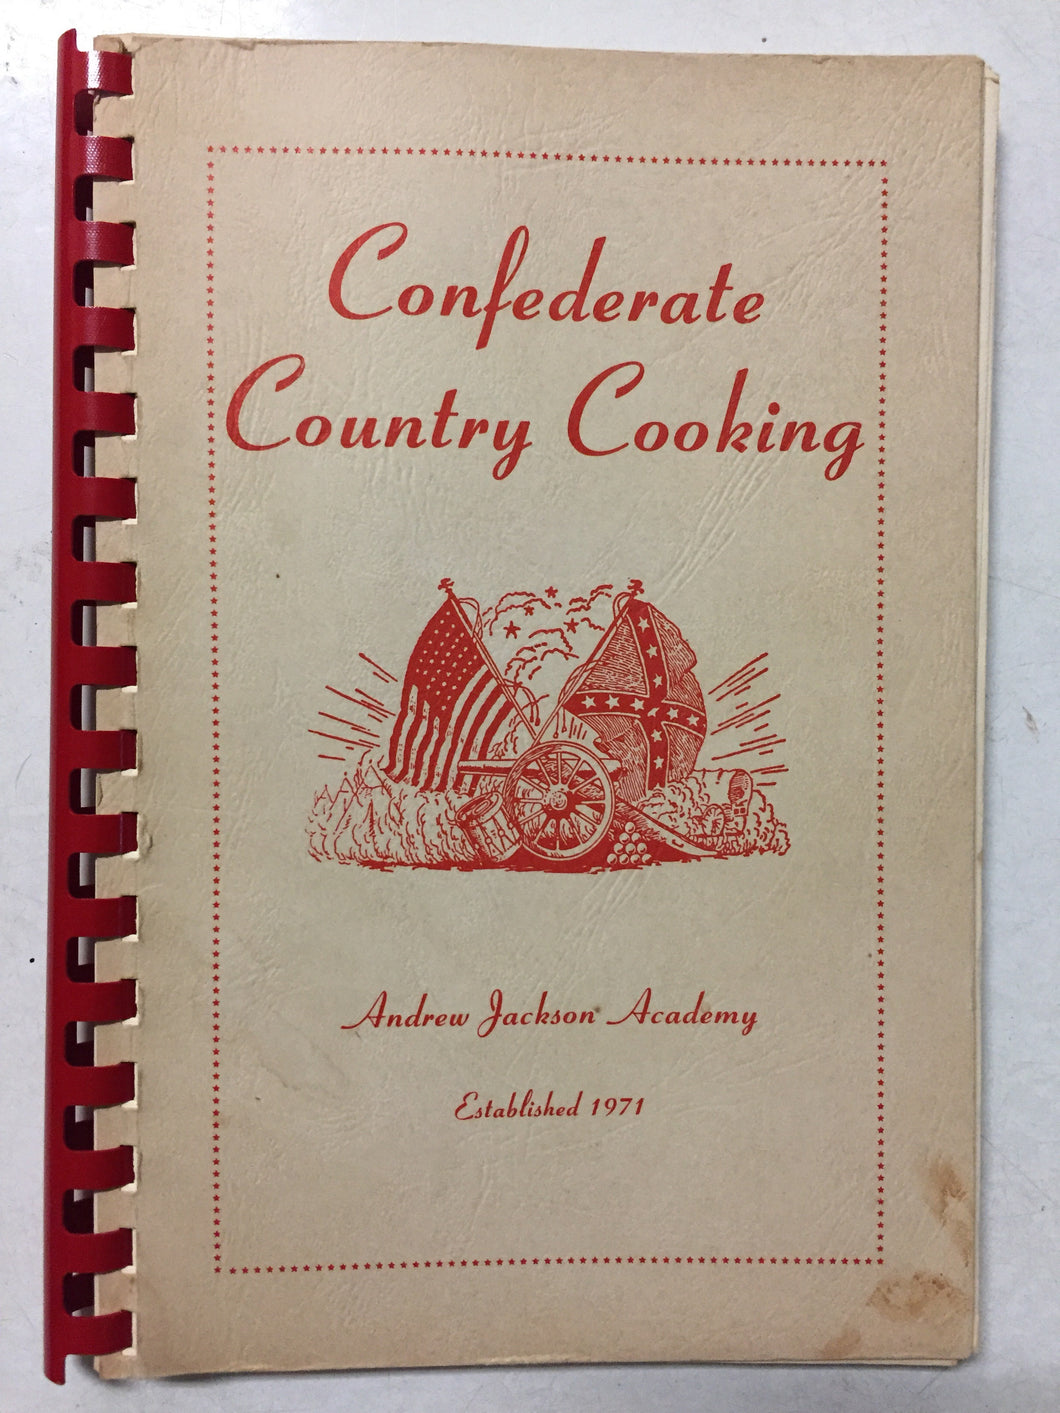 Confederate
Country Cooking
Andrew Jackson Academy
Established 1971